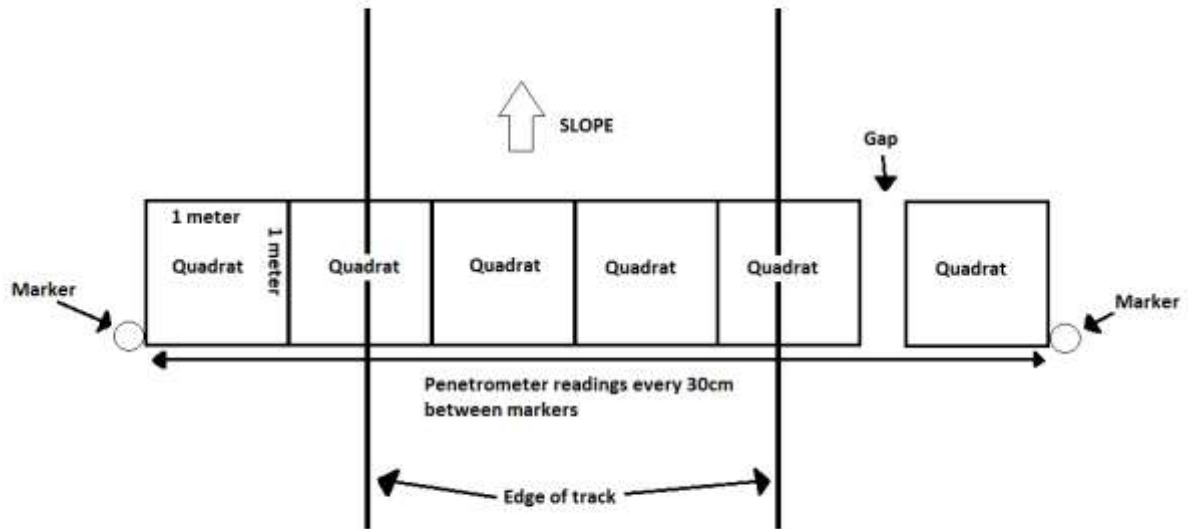 SLOPE
Gap
1 meter
1 meter
Quadrat
Quadrat
Quadrat
Quadrat
Quadrat
Quadrat
Marker
Marker
Penetrometer readings every 30cm
between markers
Edge of track